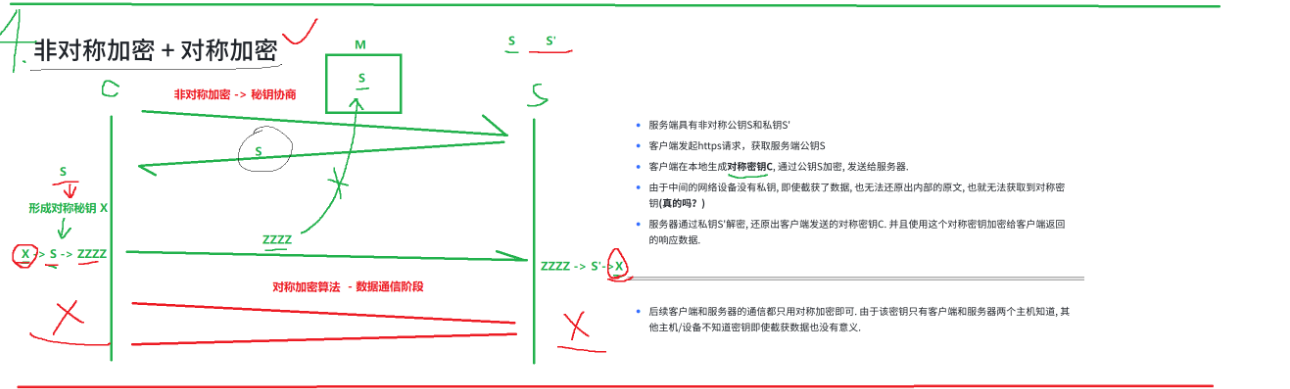 4.
非对称加密 + 对称加密
M
S
S S'
C
S
非对称加密 -> 秘钥协商
S
S
形成对称秘钥 X
X -> S -> ZZZZ
ZZZZ
ZZZZ -> S'->X
对称加密算法 - 数据通信阶段
X
X
• 服务端具有非对称公钥S和私钥S'
• 客户端发起https请求，获取服务端公钥S
• 客户端在本地生成对称密钥C, 通过公钥S加密, 发送给服务器.
• 由于中间的网络设备没有私钥, 即使截获了数据, 也无法还原出内部的原文, 也就无法获取到对称密
钥(真的吗？)
• 服务器通过私钥S'解密, 还原出客户端发送的对称密钥C. 并且使用这个对称密钥加密给客户端返回
的响应数据.
• 后续客户端和服务器的通信都只用对称加密即可. 由于该密钥只有客户端和服务器两个主机知道, 其
他主机/设备不知道密钥即使截获数据也没有意义.